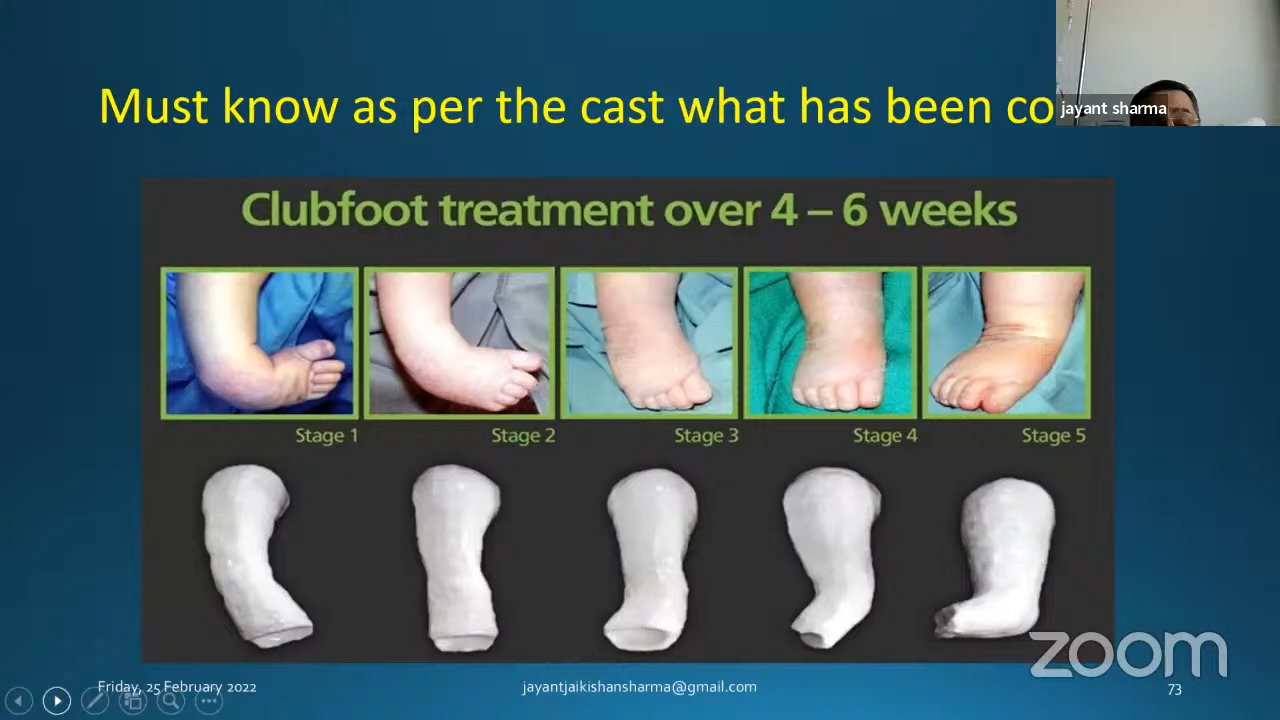 Must know as per the cast what has been co
jayant sharma
Clubfoot treatment over 4 – 6 weeks
Stage 1
Stage 2
Stage 3
Stage 4
Stage 5
zoom
Friday, 25 February 2022
jayantjaikishansharma@gmail.com
73